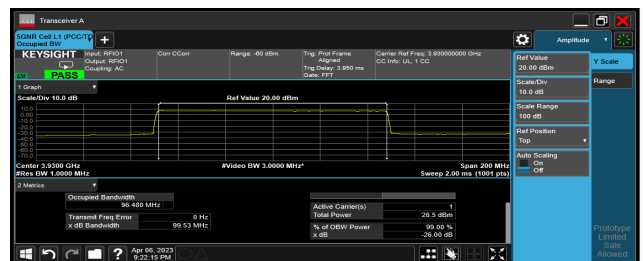 Transceiver A
5GNR Cell L1 (PCC/TD
Occupied BW
Amplitude
KEYSIGHT
Input: RFIO1
Output: RFIO1
Coupling: AC
Corr CCorr
Range: -60 dBm
Trig: Prot Frame
Aligned
Trig Delay: 3.950 ms
Gate: FFT
Carrier Ref Freq: 3.930000000 GHz
CC Info: UL, 1 CC
PASS
Ref Value
20.00 dBm
Y Scale
Scale/Div
10.0 dB
Range
Scale Range
100 dB
Ref Position
Top
Auto Scaling
On
Off
1 Graph
Scale/Div 10.0 dB
Ref Value 20.00 dBm
10.0
0.0
-10.0
-20.0
-30.0
-40.0
-50.0
-60.0
-70.0
Center 3.9300 GHz
#Res BW 1.0000 MHz
#Video BW 3.0000 MHz*
Span 200 MHz
Sweep 2.00 ms (1001 pts)
2 Metrics
Occupied Bandwidth
96.480 MHz
Transmit Freq Error
0 Hz
x dB Bandwidth
99.53 MHz
Active Carrier(s)
1
Total Power
26.5 dBm
% of OBW Power
99.00 %
x dB
-26.00 dB
Prototype
Limited
Sale
Allowed
Apr 06, 2023
9:22:15 PM